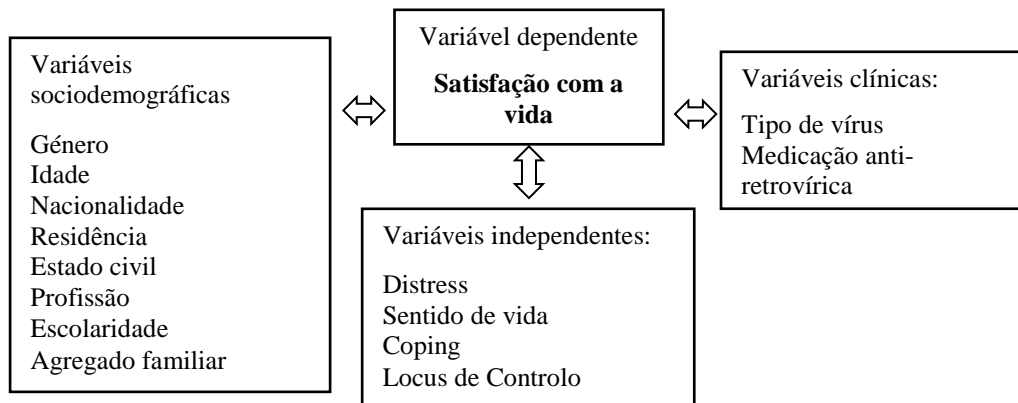 Variáveis
sociodemográficas
Género
Idade
Nacionalidade
Residência
Estado civil
Profissão
Escolaridade
Agregado familiar
Variável dependente
Satisfação com a
vida
Variáveis clínicas:
Tipo de vírus
Medicação anti-
retrovírica
Variáveis independentes:
Distress
Sentido de vida
Coping
Locus de Controlo